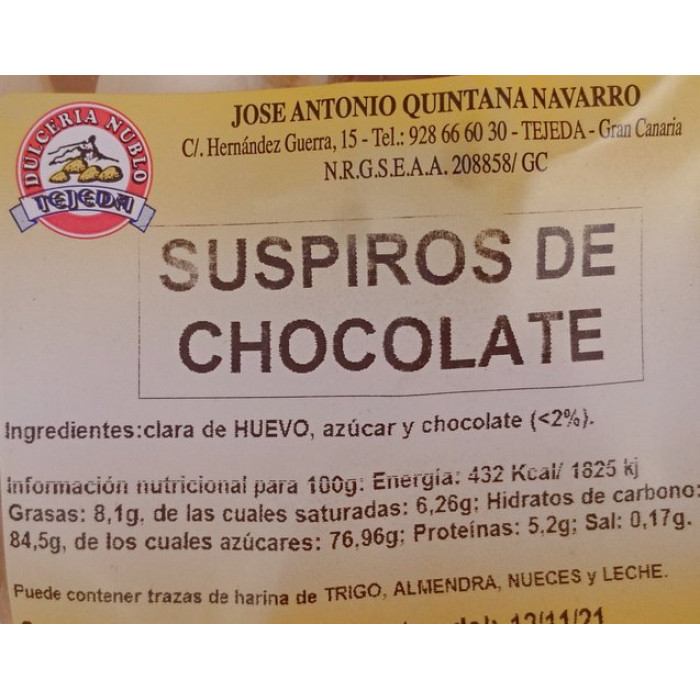 DULCERIA NUBLO
TEJEDA
JOSE ANTONIO QUINTANA NAVARRO
C/. Hernández Guerra, 15 - Tel.: 928 66 60 30 - TEJEDA - Gran Canaria
N.R.G.S.E.A.A. 208858/ GC
SUSPIROS DE
CHOCOLATE
Ingredientes:clara de HUEVO, azúcar y chocolate (<2%).
Información nutricional para 100g: Energía: 432 Kcal/ 1825 kj
Grasas: 8,1g, de las cuales saturadas: 6,26g; Hidratos de carbono:
84,5g, de los cuales azúcares: 76,96g; Proteínas: 5,2g; Sal: 0,17g.
Puede contener trazas de harina de TRIGO, ALMENDRA, NUECES y LECHE.
12/11/21